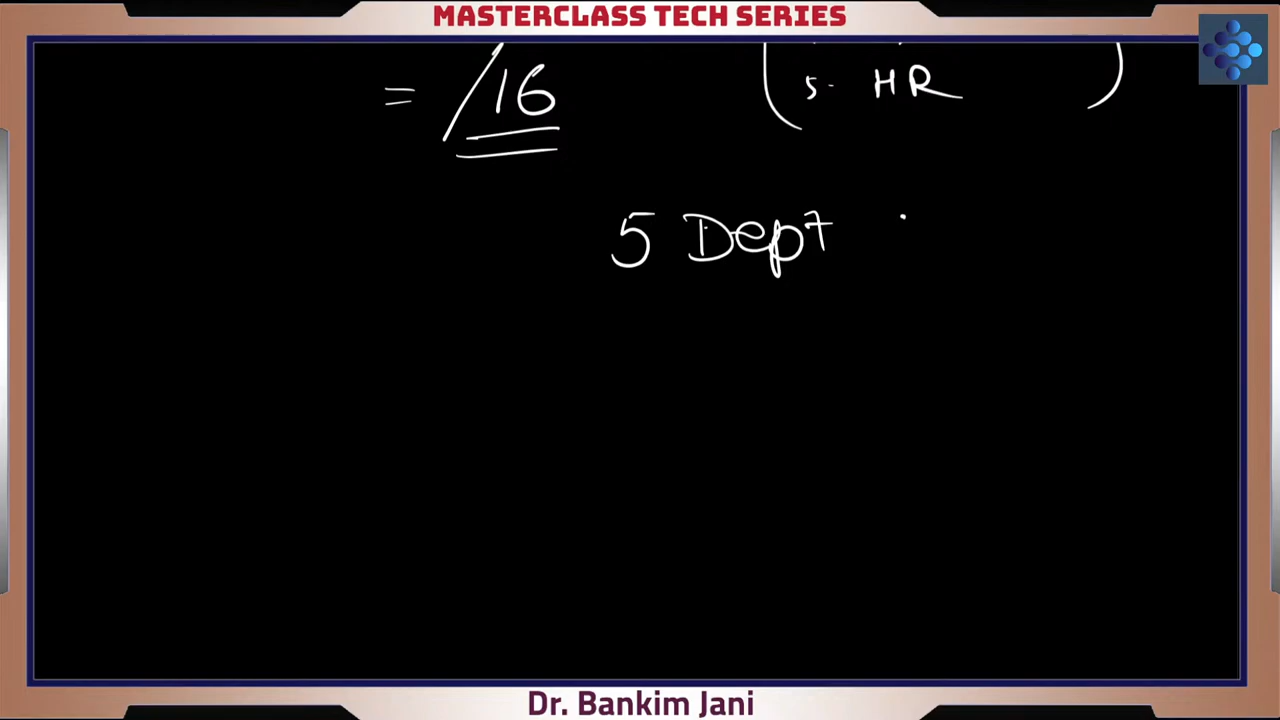 MASTERCLASS TECH SERIES
= /16
5. HR
5 Dept
Dr. Bankim Jani